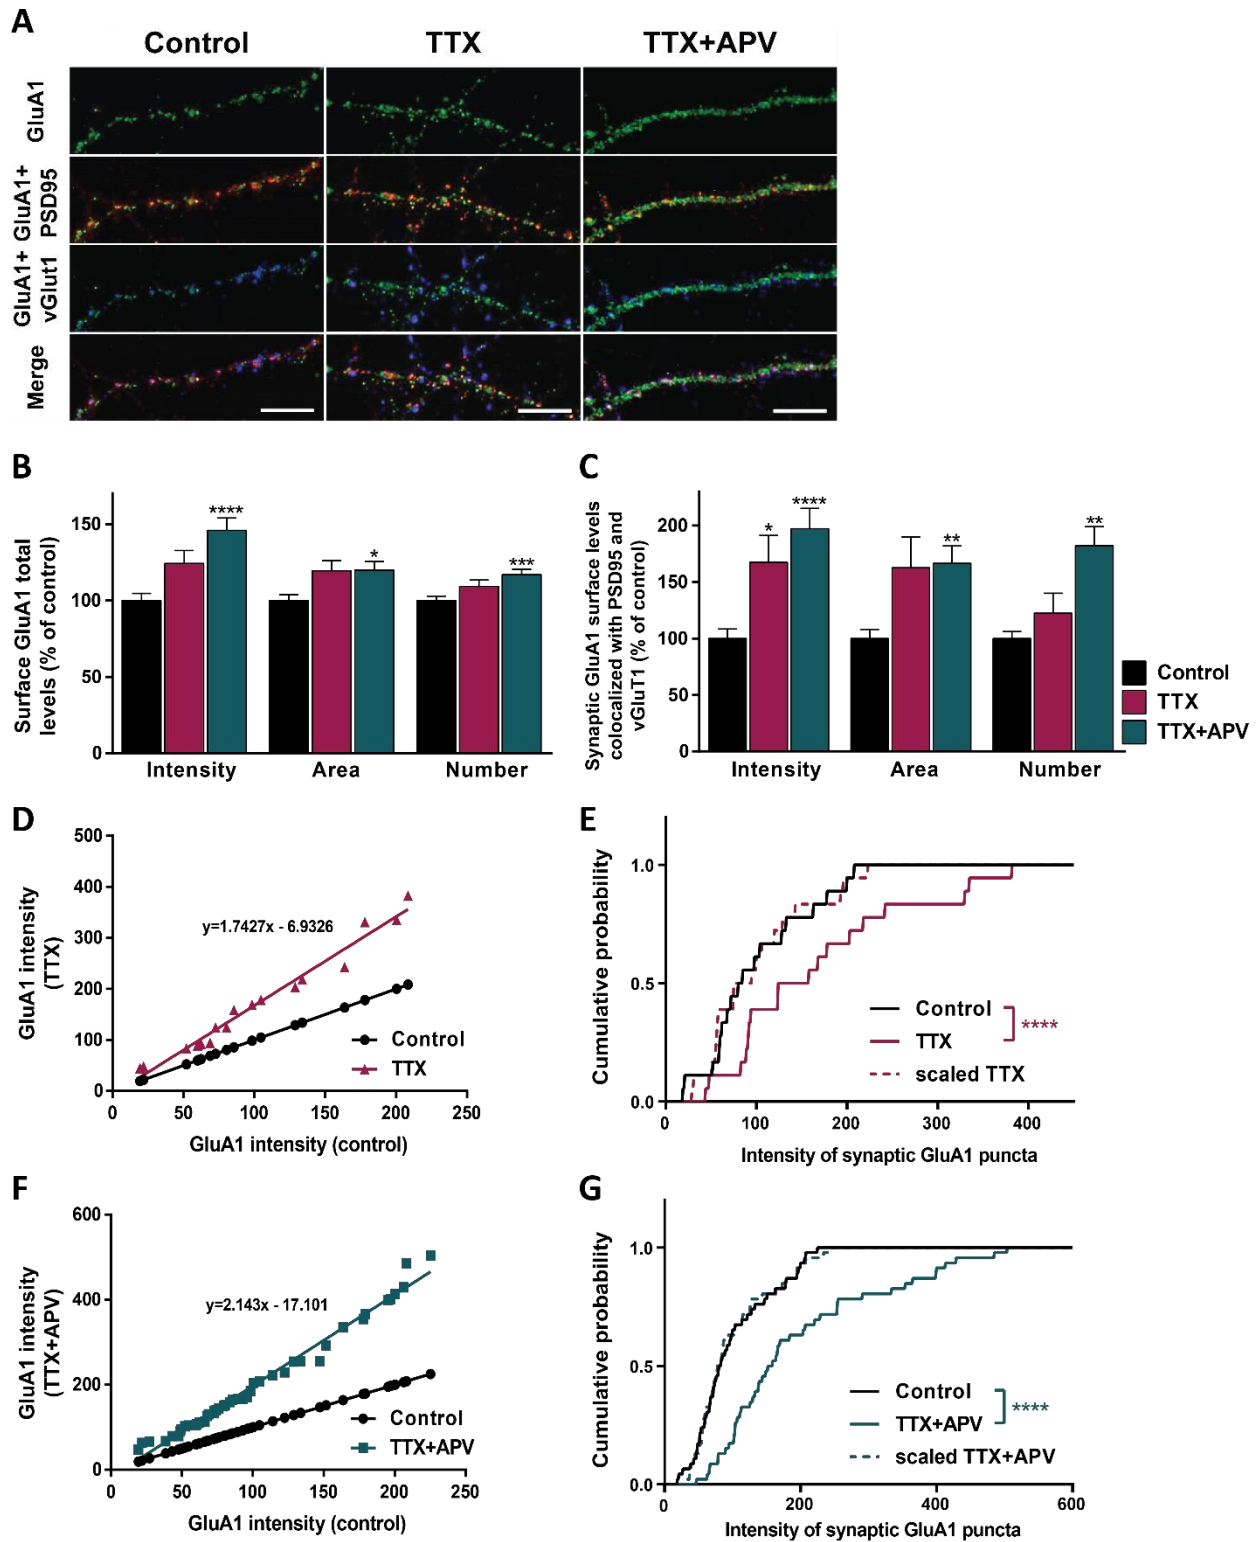 A
Control
TTX
TTX+APV
GluA1
GluA1+
PSD95
GluA1+
vGlut1
Merge
B
Surface GluA1 total
levels (% of control)
150
100
50
0
****
*
***
Intensity
Area
Number
C
Synaptic GluA1 surface levels
colocalized with PSD95 and
vGluT1 (% of control)
200
150
100
50
0
*
****
**
**
Intensity
Area
Number
Control
TTX
TTX+APV
D
GluA1 intensity
(TTX)
500
400
300
200
100
0
y=1.7427x - 6.9326
Control
TTX
0
50
100
150
200
250
GluA1 intensity (control)
E
Cumulative probability
1.0
0.5
0.0
Control
TTX
scaled TTX
****
0
100
200
300
400
Intensity of synaptic GluA1 puncta
F
GluA1 intensity
(TTX+APV)
600
400
200
0
y=2.143x - 17.101
Control
TTX+APV
0
50
100
150
200
250
GluA1 intensity (control)
G
Cumulative probability
1.0
0.5
0.0
Control
TTX+APV
scaled TTX+APV
****
0
200
400
600
Intensity of synaptic GluA1 puncta